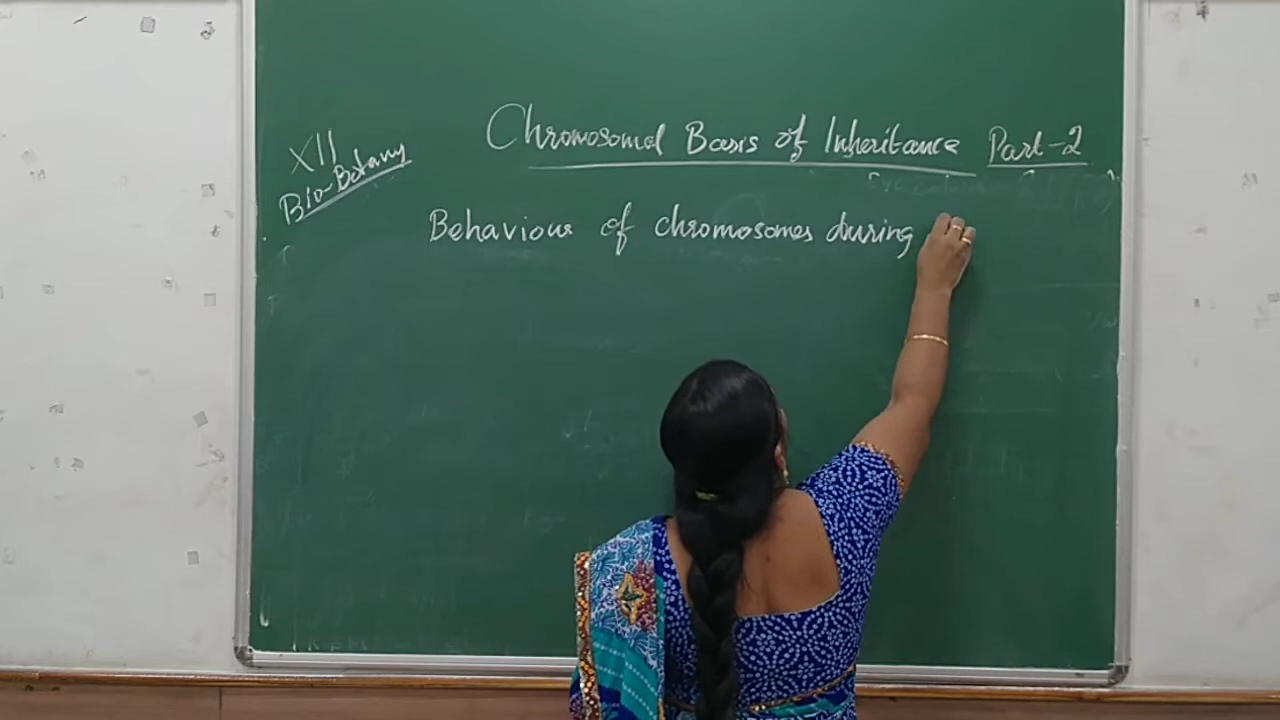 Chromosomal Basis of Inheritance Part-2
XII
Bio-Botany
Behaviour of chromosomes during